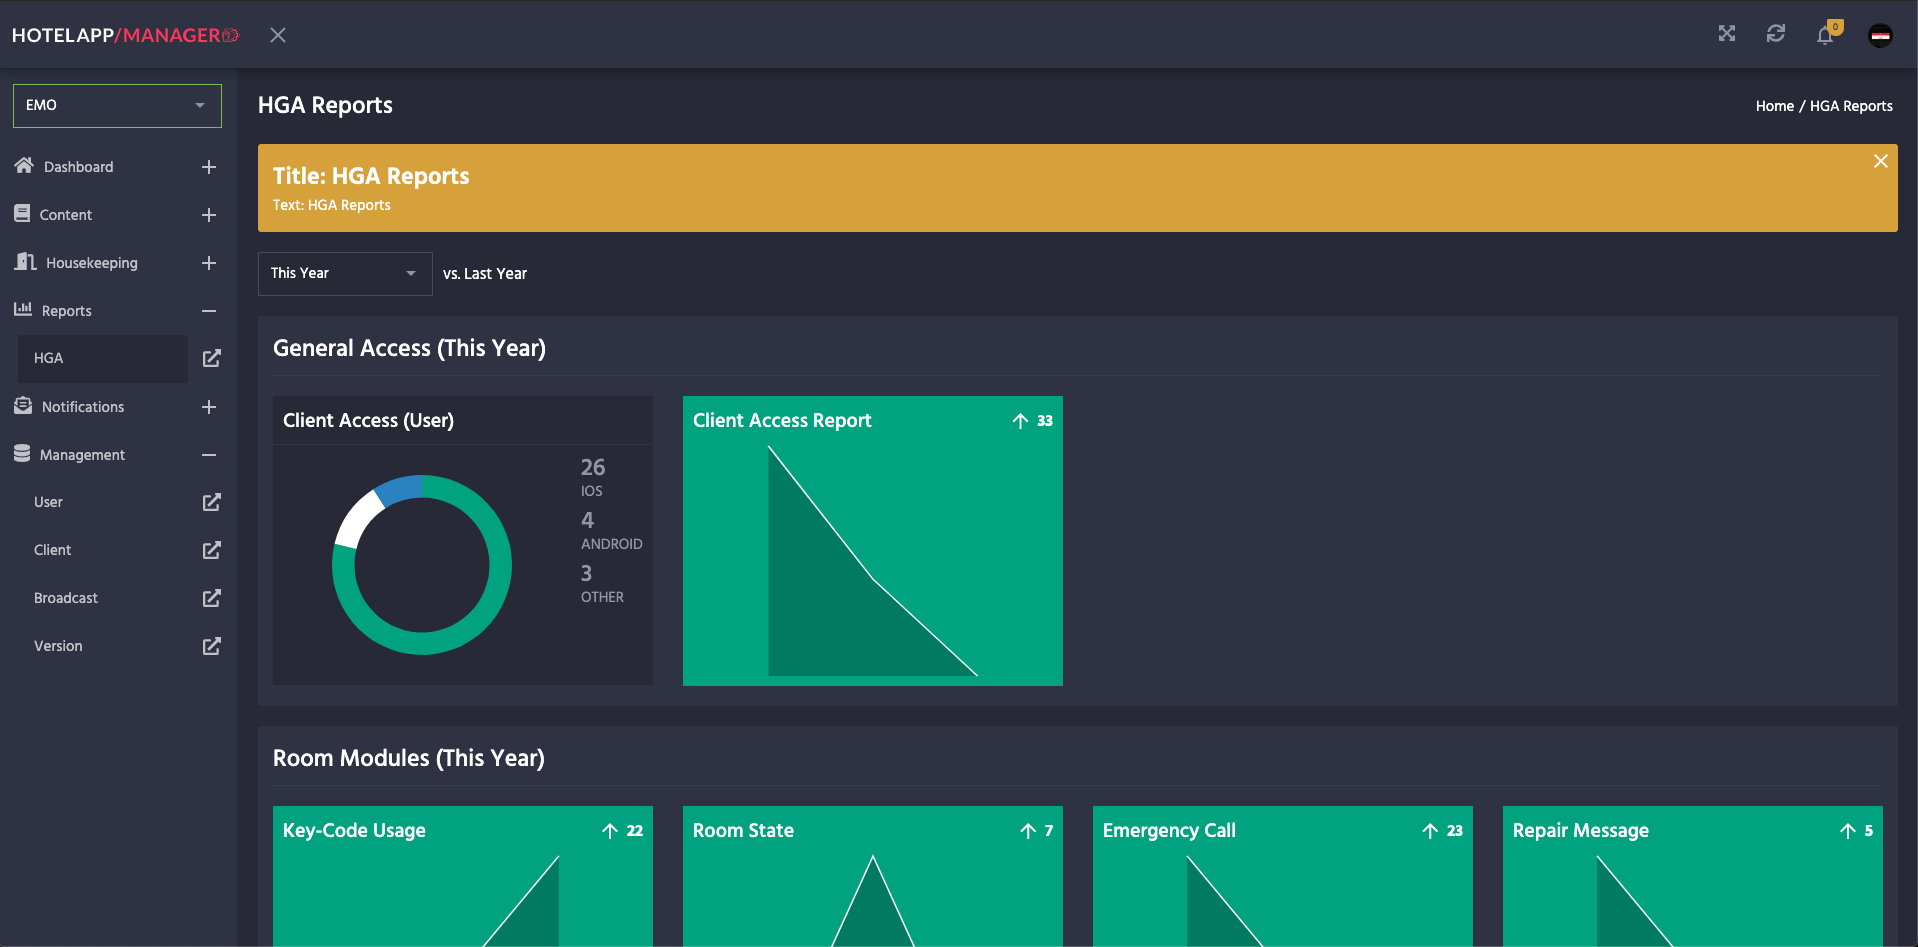 HOTELAPP/MANAGER
0
EMO
Dashboard
Content
Housekeeping
Reports
HGA
Notifications
Management
User
Client
Broadcast
Version
HGA Reports
Home / HGA Reports
Title: HGA Reports
Text: HGA Reports
This Year
vs. Last Year
General Access (This Year)
Client Access (User)
26
IOS
4
ANDROID
3
OTHER
Client Access Report
33
Room Modules (This Year)
Key-Code Usage
22
Room State
7
Emergency Call
23
Repair Message
5